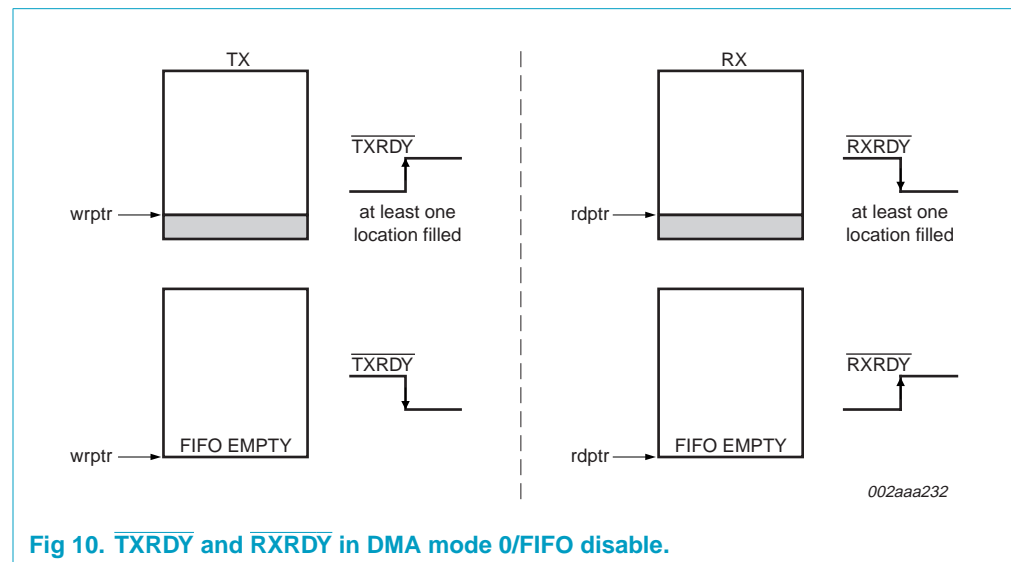 TX
TXRDY
wrptr
at least one
location filled
TXRDY
FIFO EMPTY
wrptr
RX
RXRDY
rdptr
at least one
location filled
RXRDY
FIFO EMPTY
rdptr
002aaa232
Fig 10. TXRDY and RXRDY in DMA mode 0/FIFO disable.